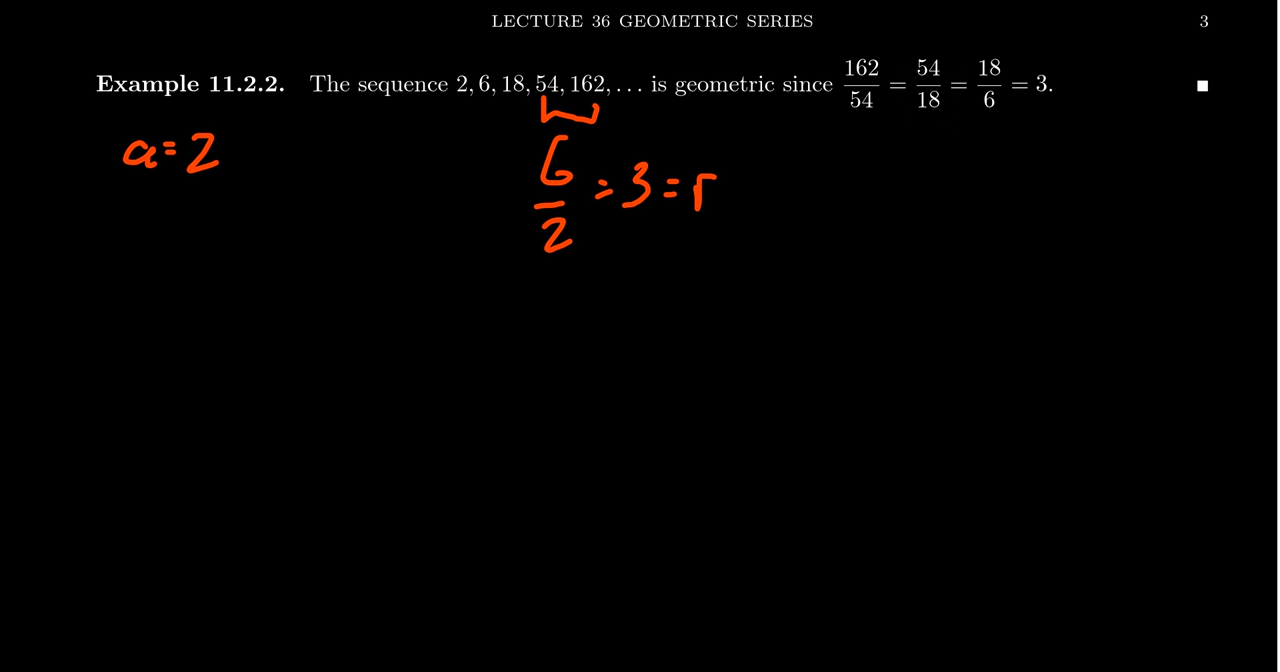 LECTURE 36 GEOMETRIC SERIES 3
Example 11.2.2. The sequence 2, 6, 18, 54, 162, ... is geometric since 162/54 = 54/18 = 18/6 = 3. ■
a = 2
6/2 = 3 = r